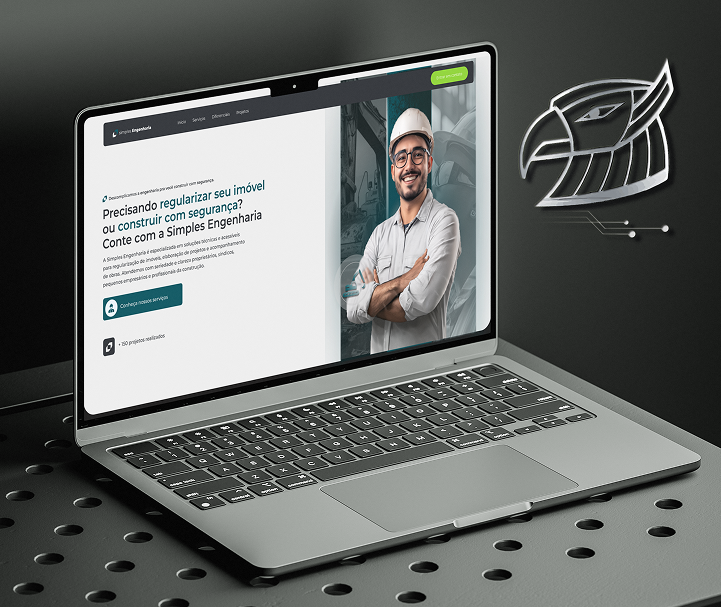 simples Engenharia
Início
Serviços
Diferenciais
Projetos
Descomplicamos a engenharia pra você construir com segurança.
Precisando regularizar seu imóvel
ou construir com segurança?
Conte com a Simples Engenharia
A Simples Engenharia é especializada em soluções técnicas e acessíveis
para regularização de imóveis, elaboração de projetos e acompanhamento
de obras. Atendemos com seriedade e clareza proprietários, síndicos,
pequenos empresários e profissionais da construção.
Conheça nossos serviços
+ 150 projetos realizados